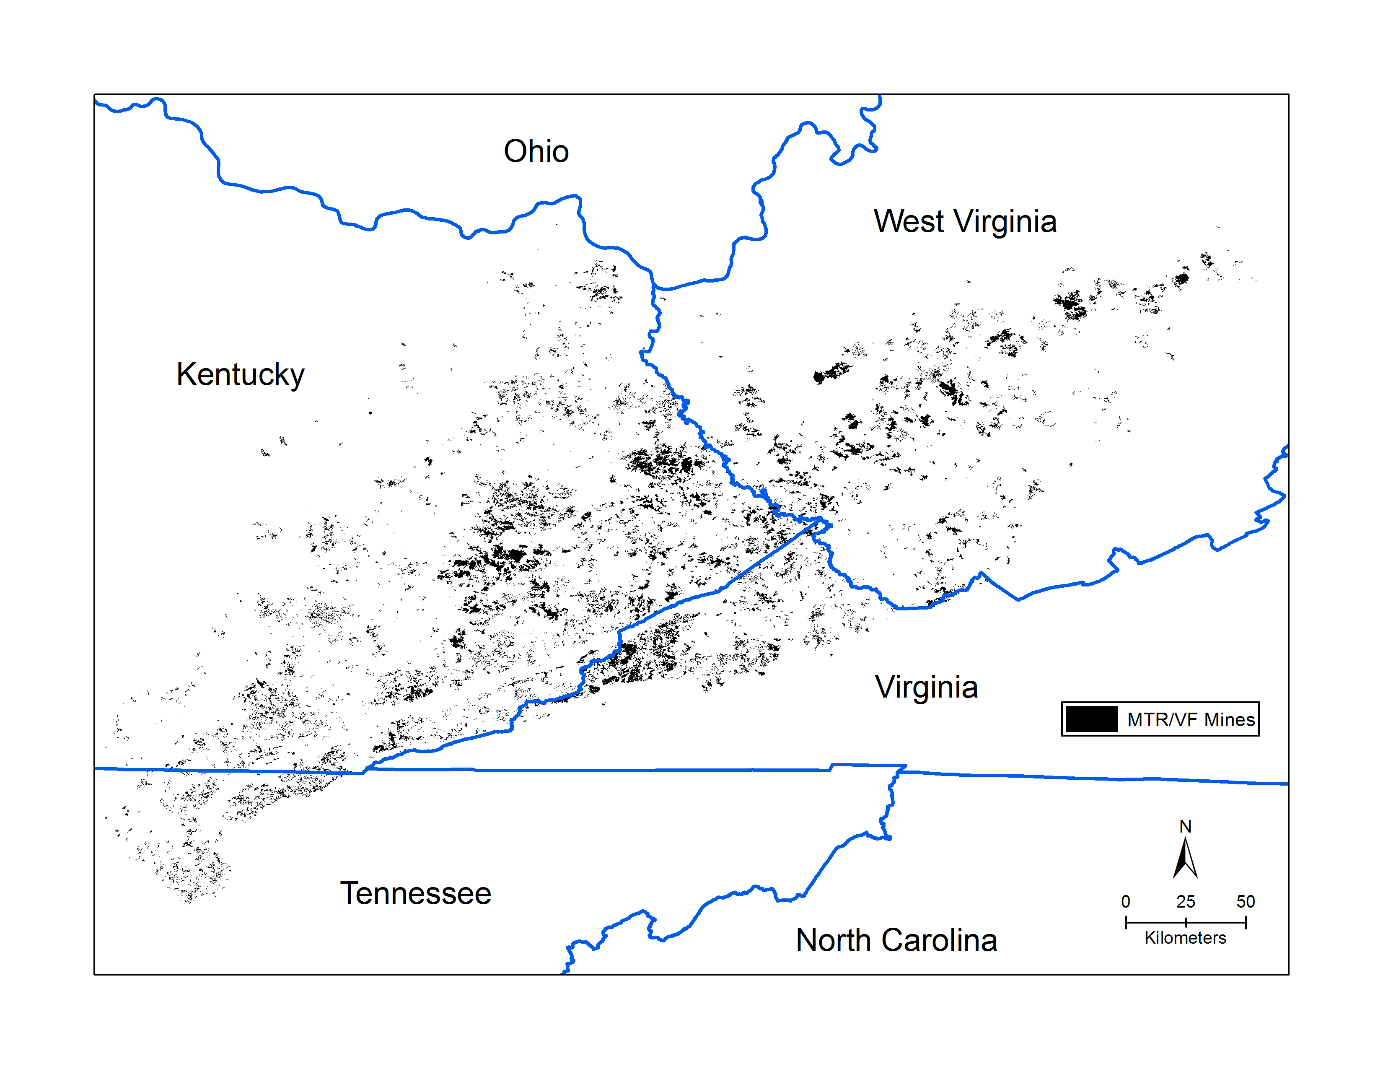 Ohio
West Virginia
Kentucky
Virginia
MTR/VF Mines
N
Tennessee
0 25 50
Kilometers
North Carolina